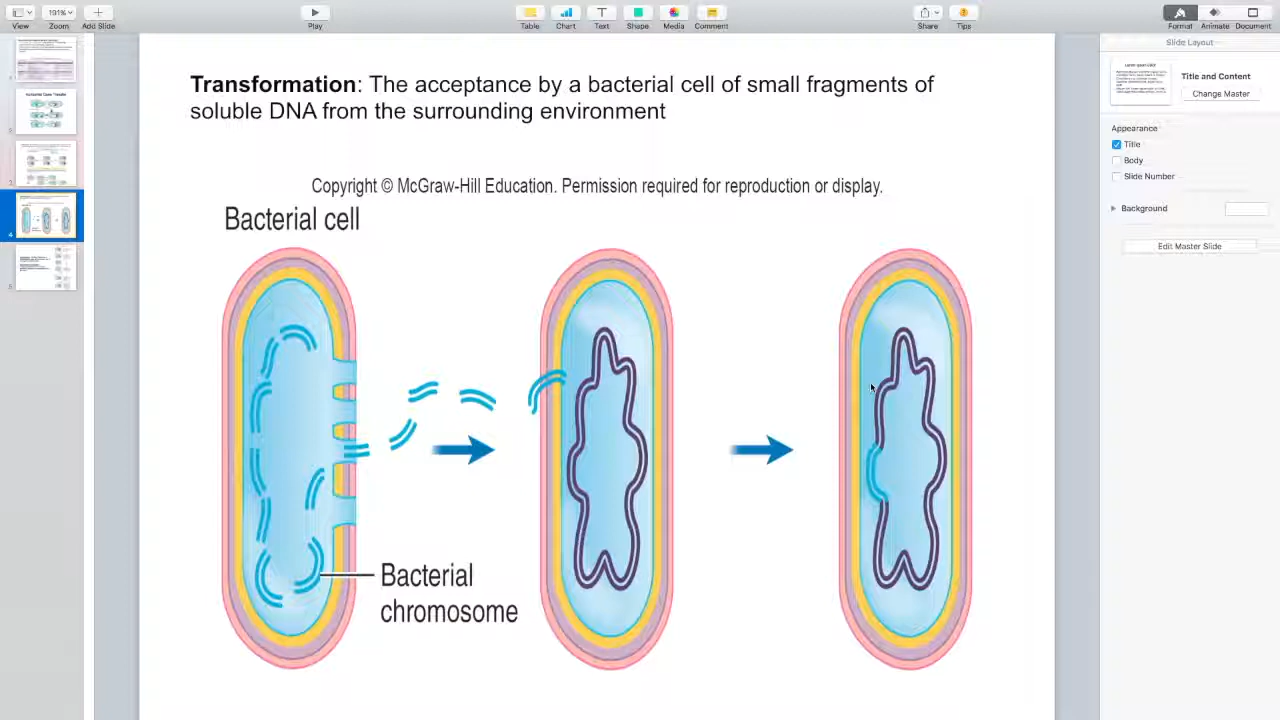 191%
View Zoom Add Slide
Play
Table Chart Text Shape Media Comment
Share Tips
Format Animate Document
Slide Layout
Title and Content
Change Master
Appearance
Title
Body
Slide Number
Background
Edit Master Slide
Transformation: The acceptance by a bacterial cell of small fragments of
soluble DNA from the surrounding environment
Copyright © McGraw-Hill Education. Permission required for reproduction or display.
Bacterial cell
Bacterial
chromosome
4
5